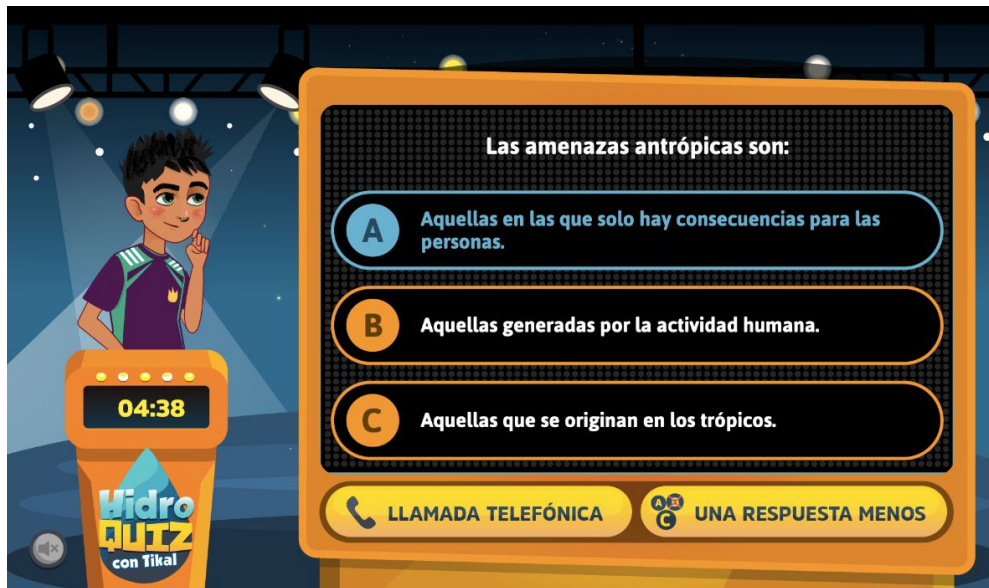 Las amenazas antrópicas son:
A
Aquellas en las que solo hay consecuencias para las
personas.
B
Aquellas generadas por la actividad humana.
C
Aquellas que se originan en los trópicos.
04:38
Hidro
QUIZ
con Tikal
LLAMADA TELEFÓNICA
A B
C
UNA RESPUESTA MENOS